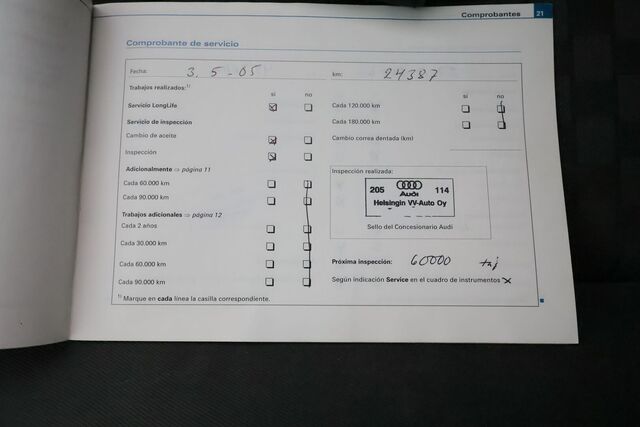 Comprobantes 21
Comprobante de servicio
Fecha: 3.5-05 km: 24387
Trabajos realizados:1)
sí no
Servicio LongLife
Servicio de inspección
Cambio de aceite
Inspección
Adicionalmente ⇒ página 11
Cada 60.000 km
Cada 90.000 km
Trabajos adicionales ⇒ página 12
Cada 2 años
Cada 30.000 km
Cada 60.000 km
Cada 90.000 km
1) Marque en cada línea la casilla correspondiente.
sí no
Cada 120.000 km
Cada 180.000 km
Cambio correa dentada (km)
Inspección realizada:
205 Audi 114
Helsingin VV-Auto Oy
Sello del Concesionario Audi
Próxima inspección: 60000
Según indicación Service en el cuadro de instrumentos